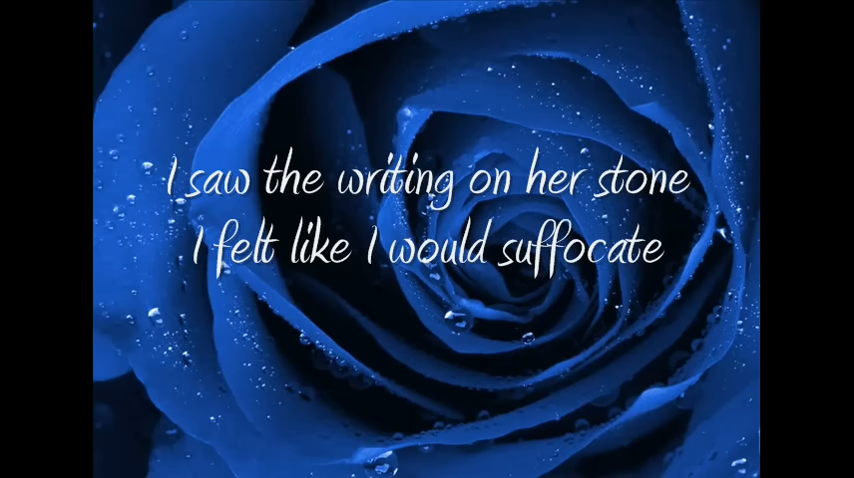 I saw the writing on her stone
I felt like I would suffocate